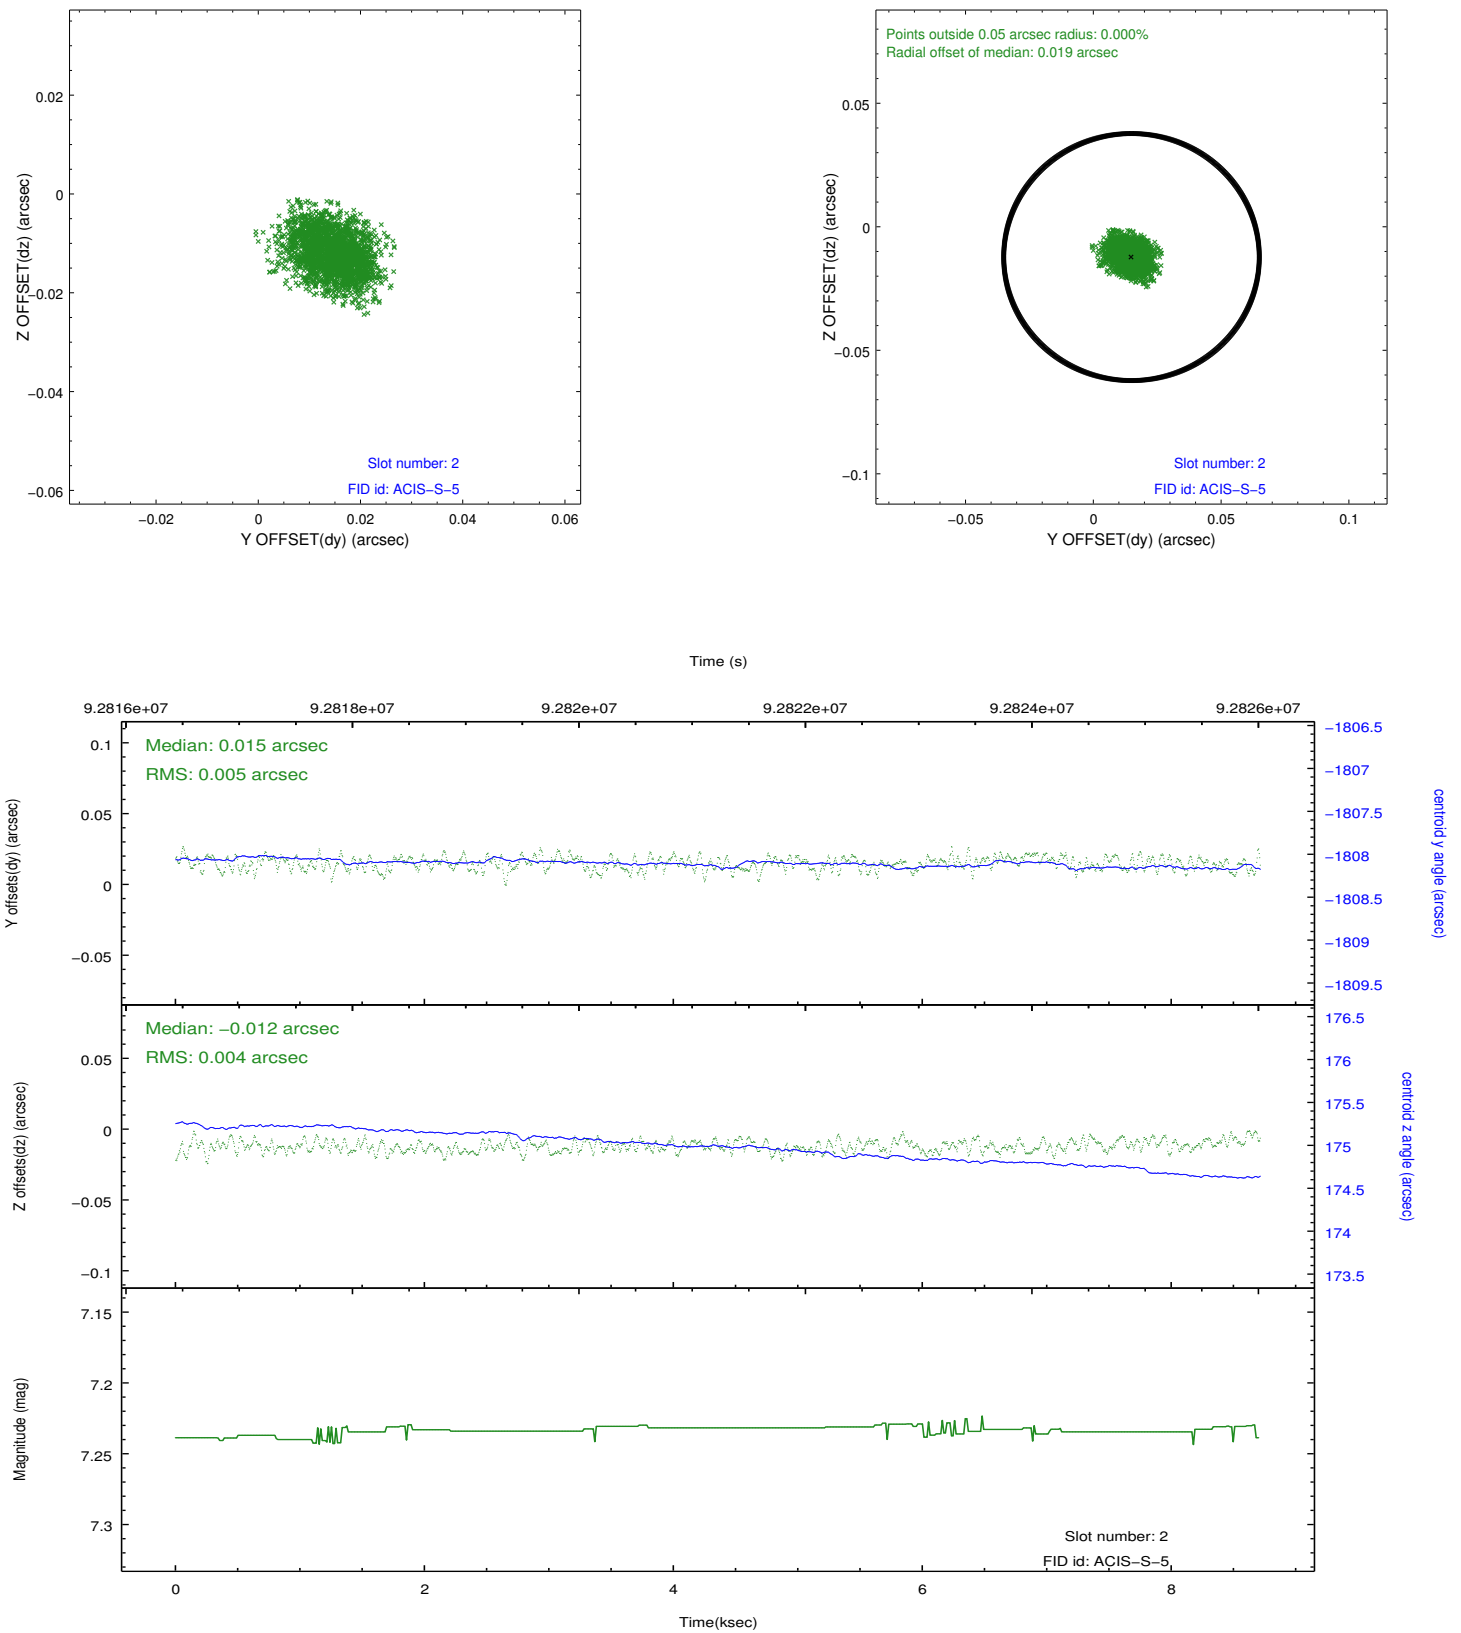 0.02
0
−0.02
−0.04
−0.06
Z OFFSET(dz) (arcsec)
Slot number: 2
FID id: ACIS−S−5
−0.02
0
0.02
0.04
0.06
Y OFFSET(dy) (arcsec)
Points outside 0.05 arcsec radius: 0.000%
Radial offset of median: 0.019 arcsec
0.05
0
−0.05
−0.1
Z OFFSET(dz) (arcsec)
Slot number: 2
FID id: ACIS−S−5
−0.05
0
0.05
0.1
Y OFFSET(dy) (arcsec)
Time (s)
9.2816e+07
9.2818e+07
9.282e+07
9.2822e+07
9.2824e+07
9.2826e+07
Median: 0.015 arcsec
RMS: 0.005 arcsec
0.1
0.05
0
−0.05
Y offsets(dy) (arcsec)
−1806.5
−1807
−1807.5
−1808
−1808.5
−1809
−1809.5
centroid y angle (arcsec)
Median: −0.012 arcsec
RMS: 0.004 arcsec
0.05
0
−0.05
−0.1
Z offsets(dz) (arcsec)
176.5
176
175.5
175
174.5
174
173.5
centroid z angle (arcsec)
7.15
7.2
7.25
7.3
Magnitude (mag)
Slot number: 2
FID id: ACIS−S−5
0
2
4
6
8
Time(ksec)